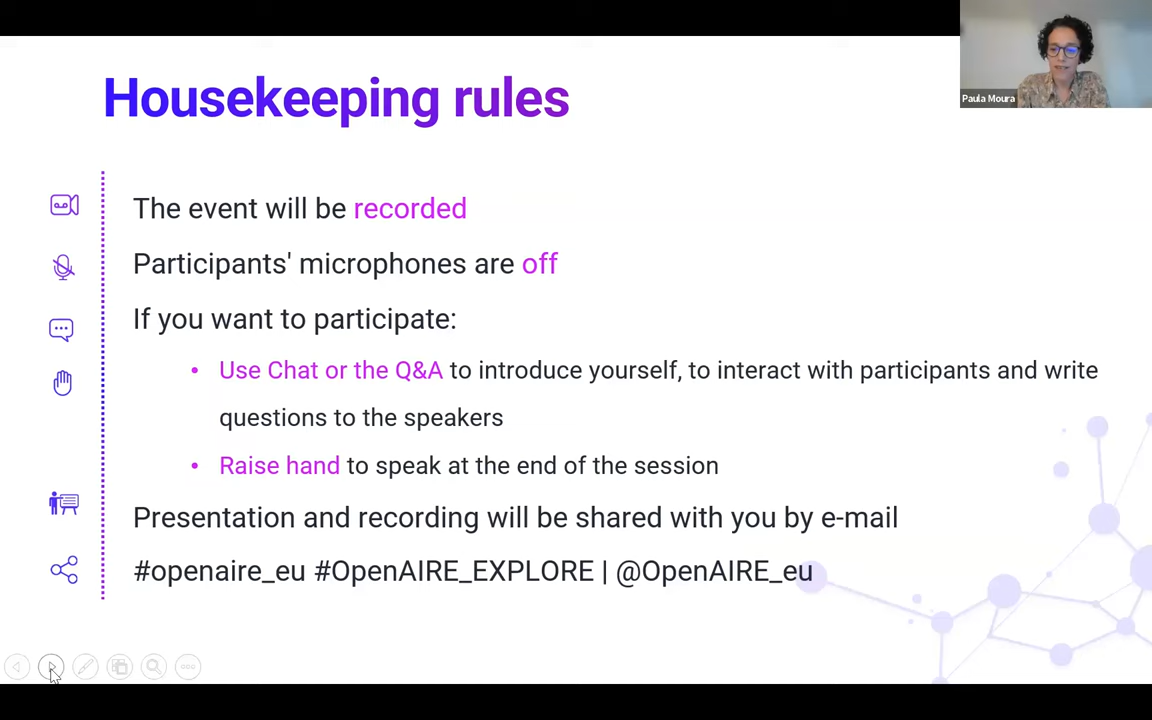 Housekeeping rules
Paula Moura
The event will be recorded
Participants' microphones are off
If you want to participate:
• Use Chat or the Q&A to introduce yourself, to interact with participants and write
questions to the speakers
• Raise hand to speak at the end of the session
Presentation and recording will be shared with you by e-mail
#openaire_eu #OpenAIRE_EXPLORE | @OpenAIRE_eu